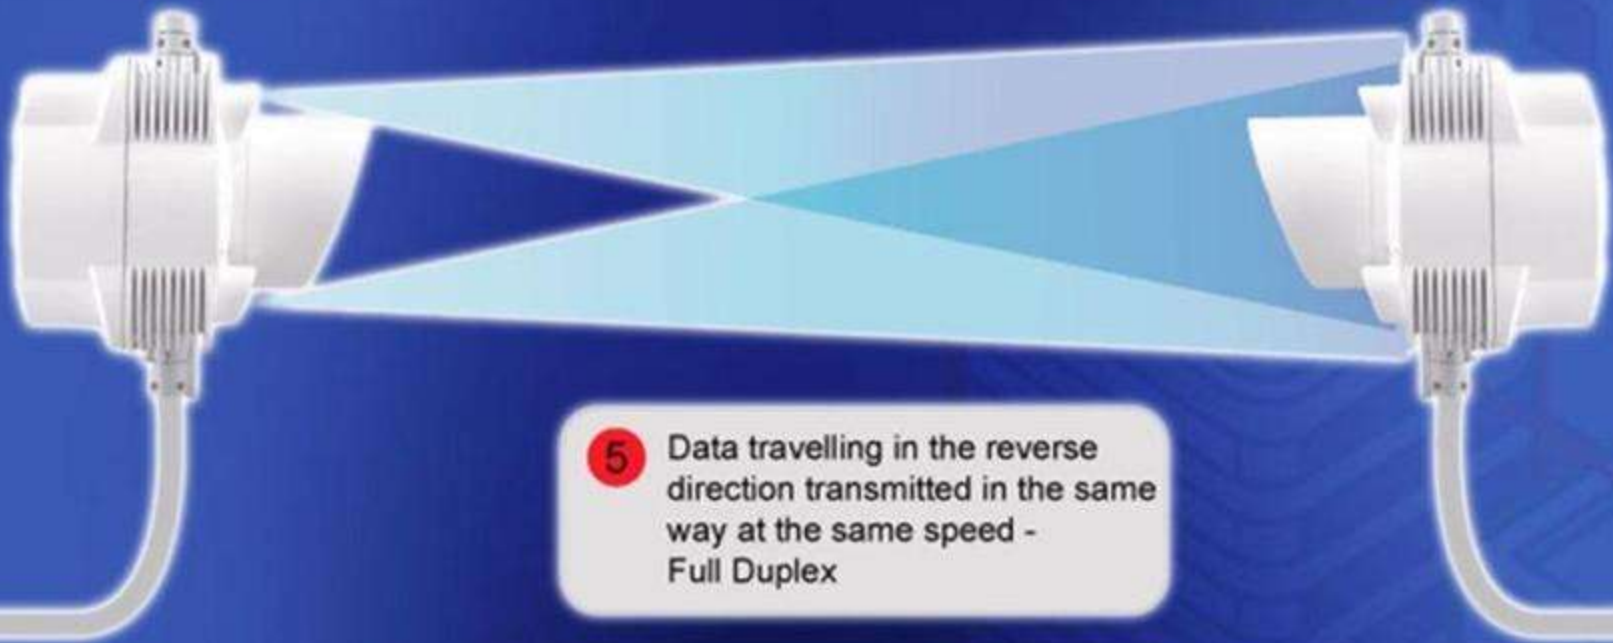 5 Data travelling in the reverse
direction transmitted in the same
way at the same speed -
Full Duplex